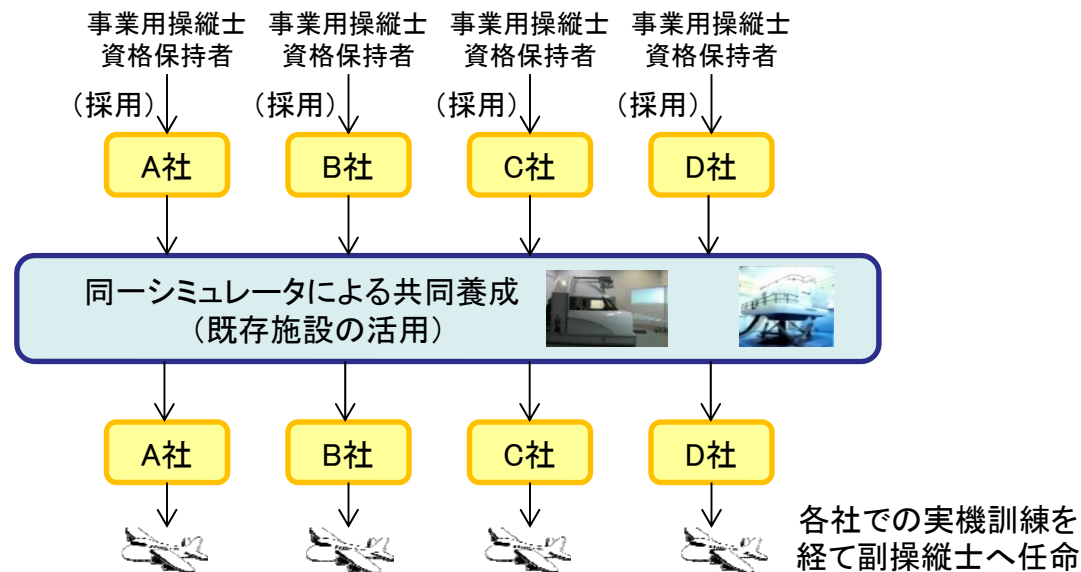 事業用操縦士 事業用操縦士 事業用操縦士 事業用操縦士
資格保持者 資格保持者 資格保持者 資格保持者
（採用） （採用） （採用） （採用）
A社 B社 C社 D社
同一シミュレータによる共同養成
（既存施設の活用）
A社 B社 C社 D社
各社での実機訓練を
経て副操縦士へ任命